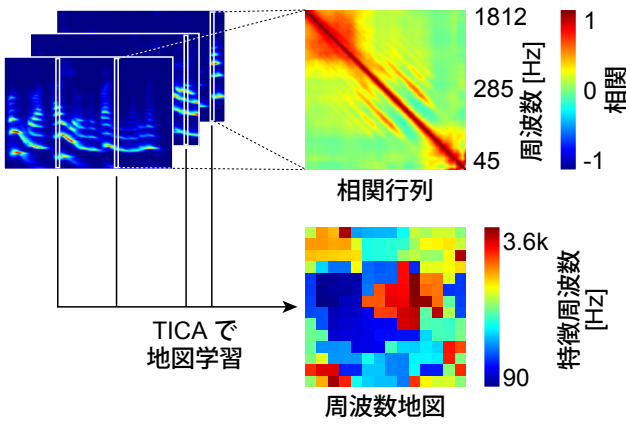 1812
285
45
周波数 [Hz]
1
0
-1
相関
相関行列
TICA で
地図学習
3.6k
90
特徴周波数
[Hz]
周波数地図